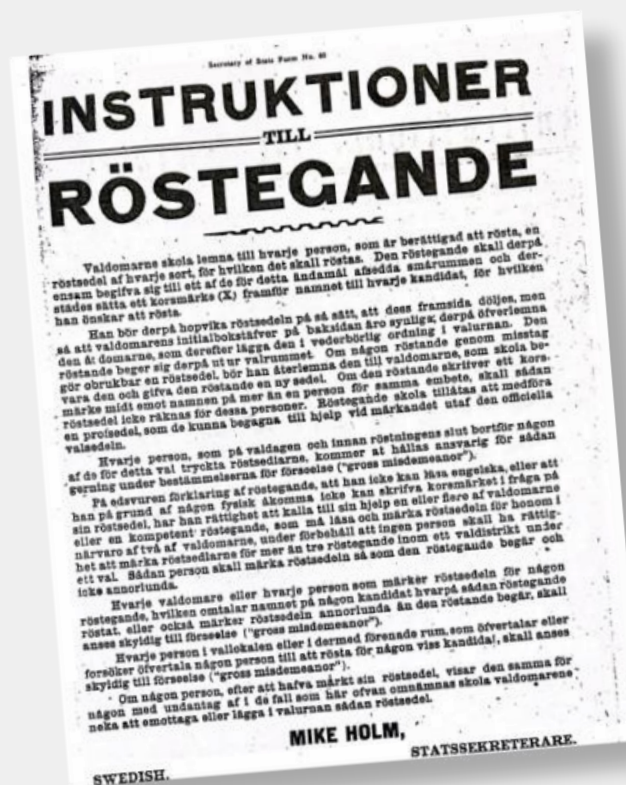 Secretary of State Form No. 40
INSTRUKTIONER
TILL
RÖSTEGANDE
Valdomarne skola lemna till hvarje person, som är berättigad att rösta, en
röstsedel af hvarje sort, för hvilken det skall röstas. Den röstegande skall derpå
ensam begifva sig till ett af de för detta ändamål afsedda smårummen och der-
städes sätta ett korsmärke (X) framför namnet till hvarje kandidat, för hvilken
han önskar att rösta.
Han bör derpå hopvika röstsedeln på så sätt, att dess framsida döljes, men
så att valdomarens initialbokstäfver på baksidan äro synliga; derpå öfverlemna
den åt domarne, som derefter lägga den i vederbörlig ordning i valurnan. Den
röstande beger sig derpå ut ur valrummet. Om någon röstande genom misstag
gör obrukbar en röstsedel, bör han återlemna den till valdomarne, som skola be-
vara den och gifva den röstande en ny sedel. Om den röstande skrifver ett kors-
märke midt emot namnen på mer än en person för samma embete, skall sådan
röstsedel icke räknas för dessa personer. Röstegande skola tillåtas att medföra
en profsedel, som de kunna begagna till hjelp vid märkandet utaf den officiella
valsedeln.
Hvarje person, som på valdagen och innan röstningens slut bortför någon
af de för detta val tryckta röstsedlarne, kommer at hållas ansvarig för sådan
gerning under bestämmelserna för förseelse ("gross misdemeanor").
På edsvuren förklaring af röstegande, att han icke kan läsa engelska, eller att
han på grund af någon fysisk åkomma icke kan skrifva korsmärket i fråga på
sin röstsedel, har han rättighet att kalla till sin hjelp en eller flere af valdomarne
eller en kompetent röstegande, som må läsa och märka röstsedeln för honom i
närvaro af två af valdomarne, under förbehåll att ingen person skall ha rättig-
het att märka röstsedlarne för mer än tre röstegande inom ett valdistrikt under
ett val. Sådan person skall märka röstsedeln så som den röstegande begär och
icke annorlunda.
Hvarje valdomare eller hvarje person som märker röstsedeln för någon
röstegande, hvilken omtalar namnet på någon kandidat hvarpå sådan röstegande
röstat, eller också märker röstsedeln annorlunda än den röstande begär, skall
anses skyldig till förseelse ("gross misdemeanor").
Hvarje person i vallokalen eller i dermed förenade rum, som öfvertalar eller
försöker öfvertala någon person till att rösta för någon viss kandidat, skall anses
skyldig till förseelse ("gross misdemeanor").
Om någon person, efter att hafva märkt sin röstsedel, visar den samma för
någon med undantag af i de fall som här ofvan omnämnas skola valdomarene
neka att emottaga eller lägga i valurnan sådan röstsedel.
MIKE HOLM,
STATSSEKRETERARE.
SWEDISH.